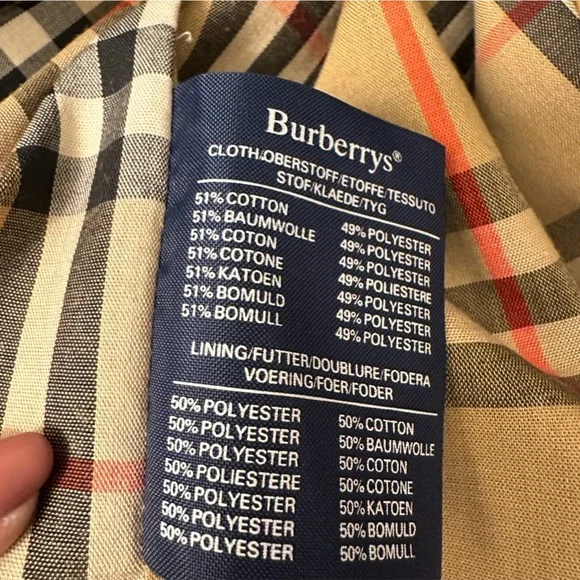 Burberrys®
CLOTH/OBERSTOFF/ETOFFE/TESSUTO
STOF/KLAEDE/TYG
51% COTTON 49% POLYESTER
51% BAUMWOLLE 49% POLYESTER
51% COTON 49% POLYESTER
51% COTONE 49% POLIESTERE
51% KATOEN 49% POLYESTER
51% BOMULD 49% POLYESTER
51% BOMULL 49% POLYESTER
LINING/FUTTER/DOUBLURE/FODERA
VOERING/FOER/FODER
50% POLYESTER 50% COTTON
50% POLYESTER 50% BAUMWOLLE
50% POLYESTER 50% COTON
50% POLIESTERE 50% COTONE
50% POLYESTER 50% KATOEN
50% POLYESTER 50% BOMULD
50% POLYESTER 50% BOMULL